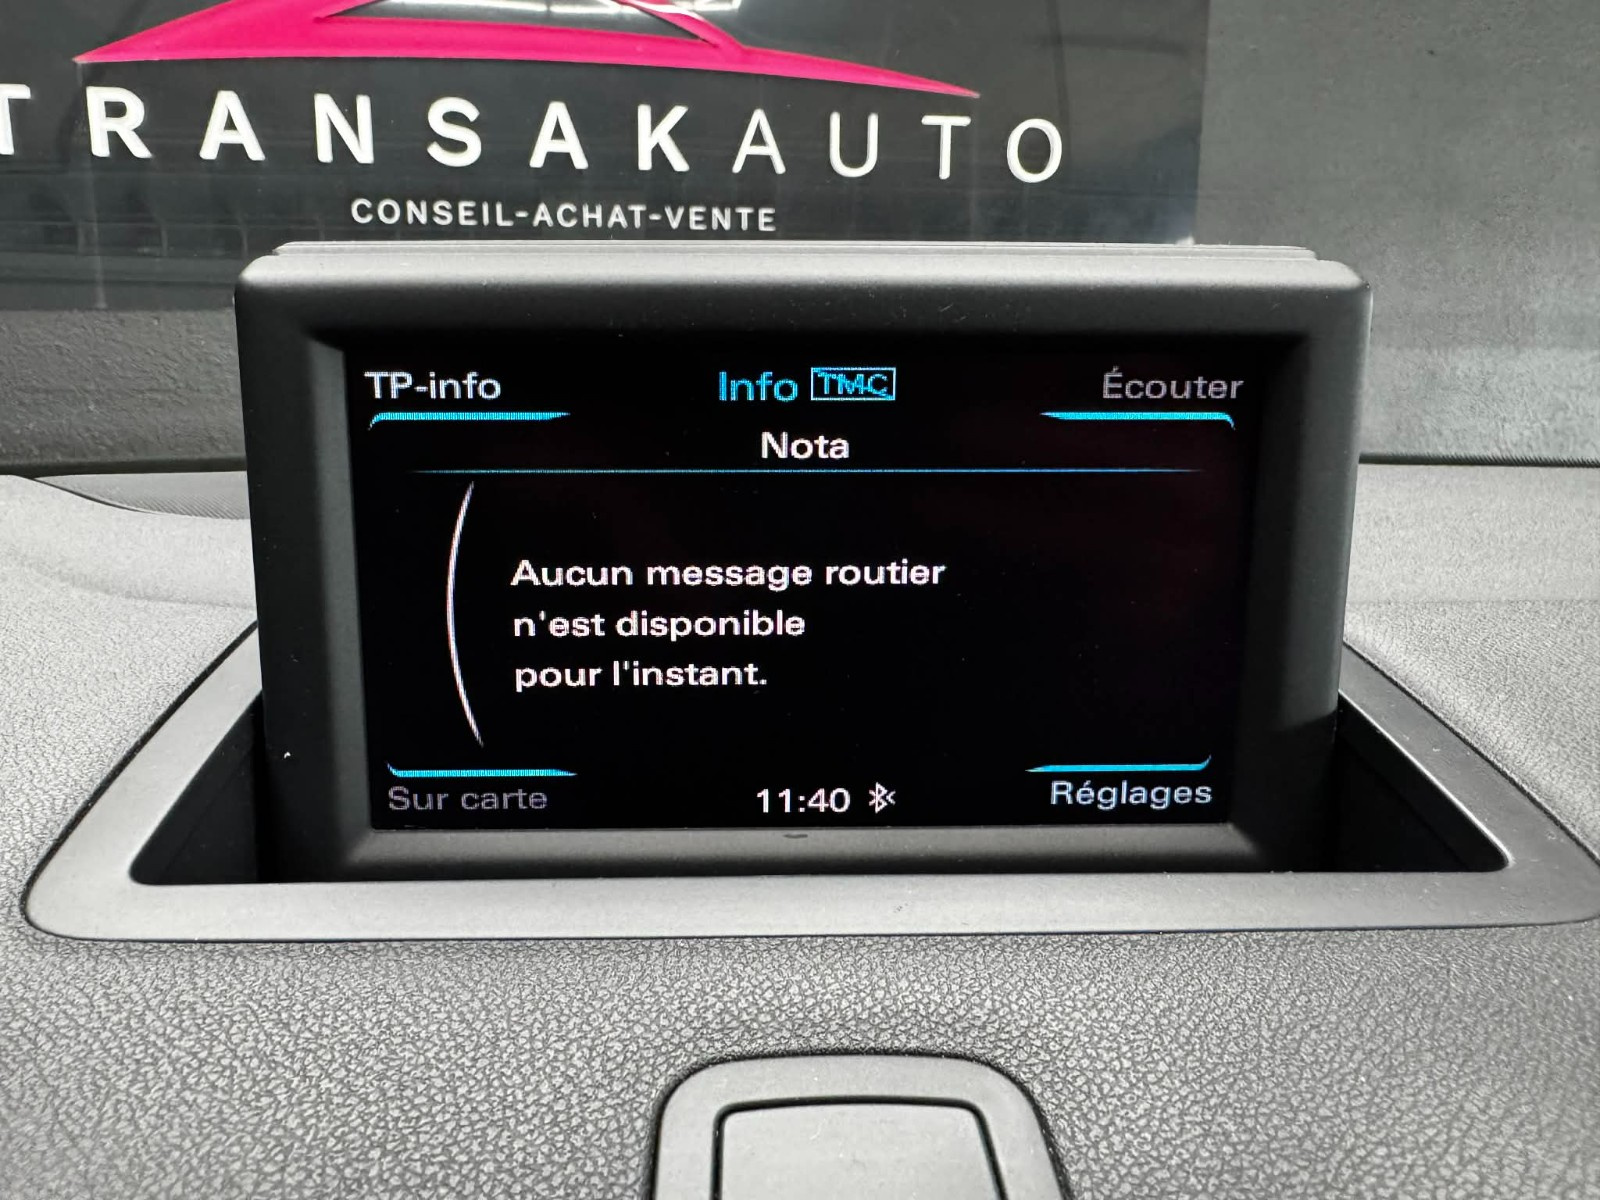 TRANSAKAUTO
CONSEIL-ACHAT-VENTE
TP-info Info TMC Écouter
Nota
Aucun message routier
n'est disponible
pour l'instant.
Sur carte 11:40 Réglages